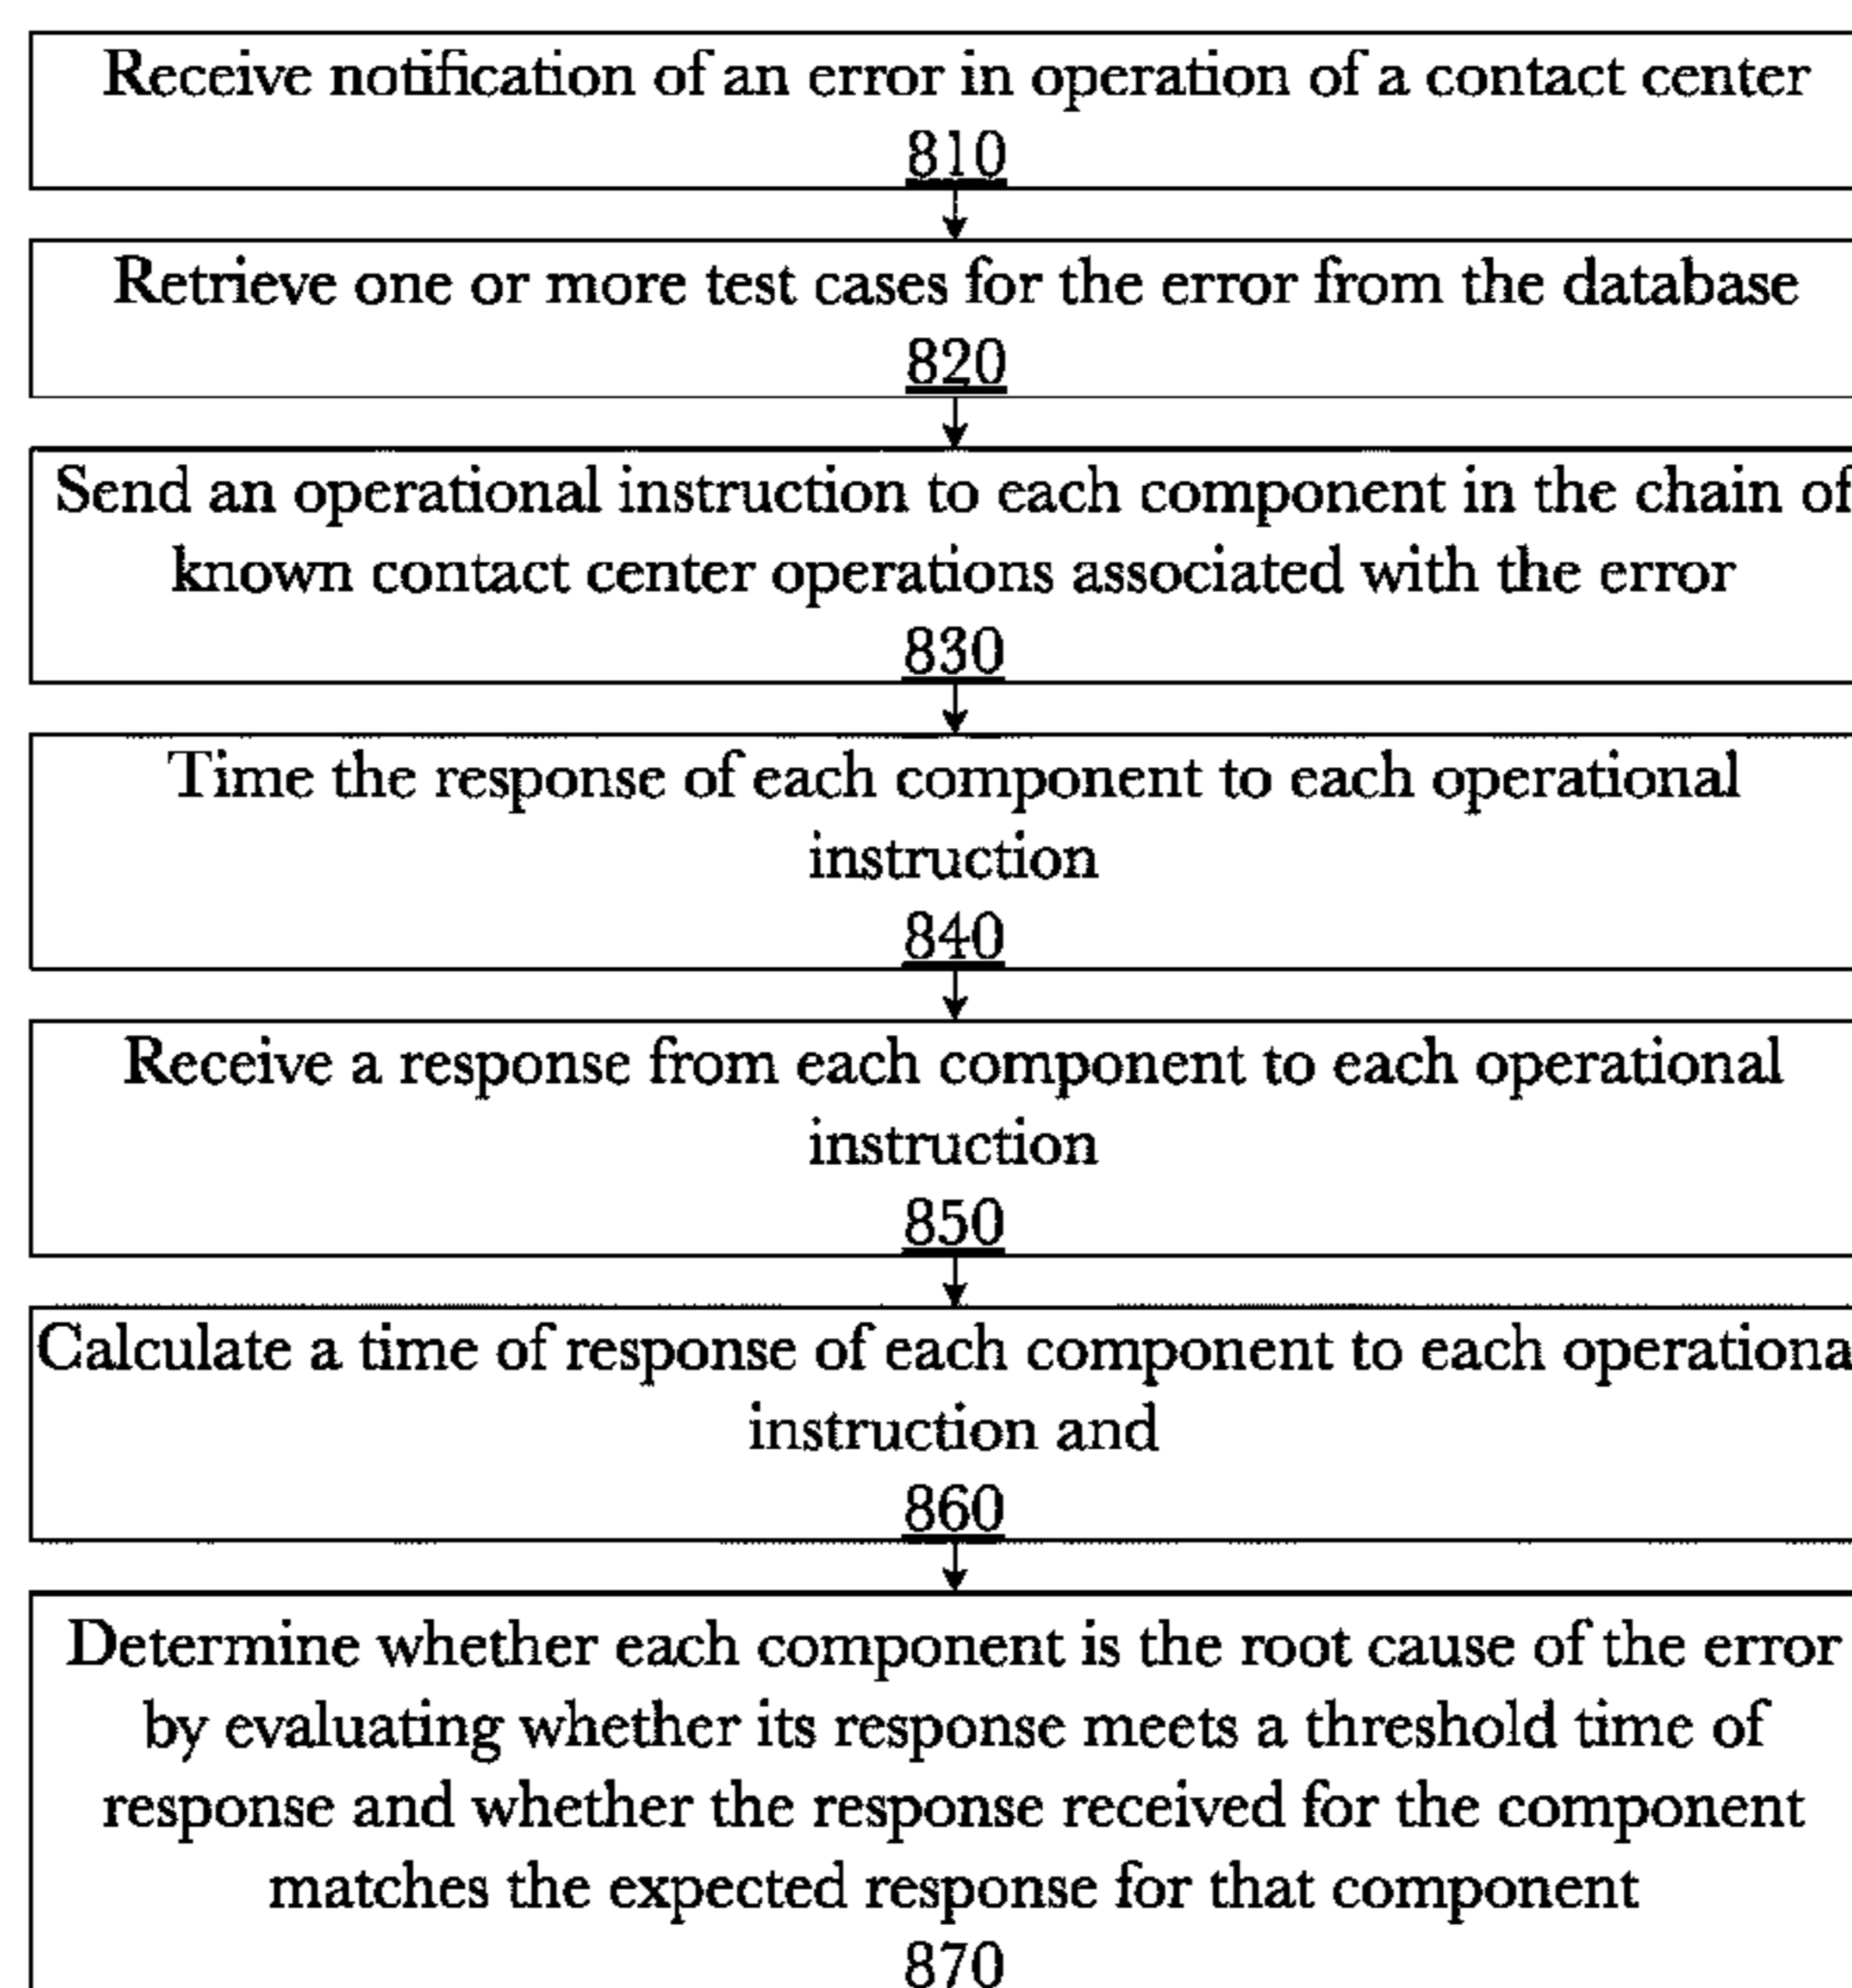 Receive notification of an error in operation of a contact center
810
Retrieve one or more test cases for the error from the database
820
Send an operational instruction to each component in the chain of
known contact center operations associated with the error
830
Time the response of each component to each operational
instruction
840
Receive a response from each component to each operational
instruction
850
Calculate a time of response of each component to each operationa
instruction and
860
Determine whether each component is the root cause of the error
by evaluating whether its response meets a threshold time of
response and whether the response received for the component
matches the expected response for that component
870